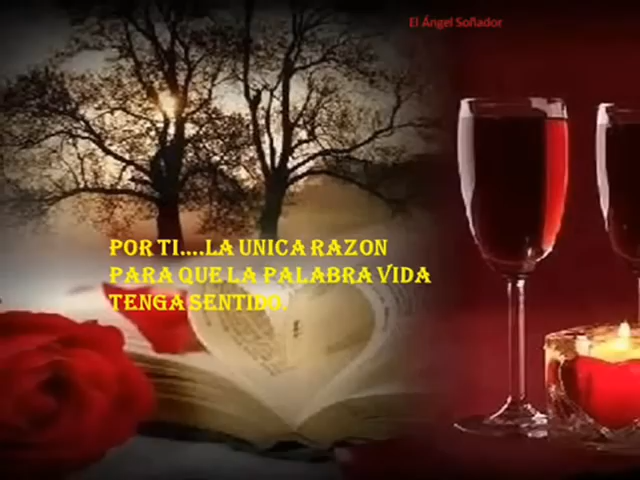 El Ángel Soñador
POR TI....LA UNICA RAZON
PARA QUE LA PALABRA VIDA
TENGA SENTIDO.